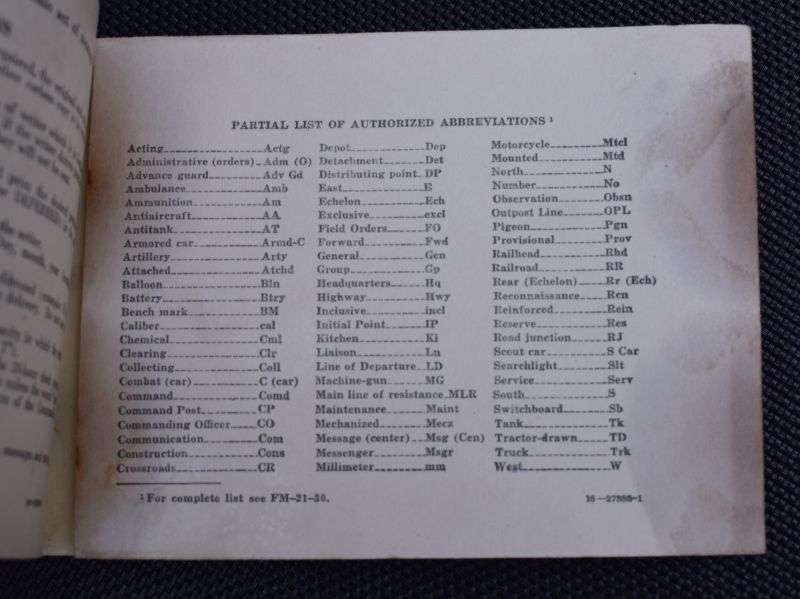 PARTIAL LIST OF AUTHORIZED ABBREVIATIONS 1
Acting Actg
Administrative (orders) Adm (O)
Advance guard Adv Gd
Ambulance Amb
Ammunition Am
Antiaircraft AA
Antitank AT
Armored car Armd-C
Artillery Arty
Attached Atchd
Balloon Bln
Battery Btry
Bench mark BM
Caliber cal
Chemical Cml
Clearing Clr
Collecting Coll
Combat (car) C (car)
Command Comd
Command Post CP
Commanding Officer CO
Communication Com
Construction Cons
Crossroads CR
Depot Dep
Detachment Det
Distributing point DP
East E
Echelon Ech
Exclusive excl
Field Orders FO
Forward Fwd
General Gen
Group Gp
Headquarters Hq
Highway Hwy
Inclusive incl
Initial Point IP
Kitchen Ki
Liaison Ln
Line of Departure LD
Machine-gun MG
Main line of resistance MLR
Maintenance Maint
Mechanized Mecz
Message (center) Msg (Cen)
Messenger Msgr
Millimeter mm
Motorcycle Mtcl
Mounted Mtd
North N
Number No
Observation Obsn
Outpost Line OPL
Pigeon Pgn
Provisional Prov
Railhead Rhd
Railroad RR
Rear (Echelon) Rr (Ech)
Reconnaissance Rcn
Reinforced Rein
Reserve Res
Road junction RJ
Scout car S Car
Searchlight Slt
Service Serv
South S
Switchboard Sb
Tank Tk
Tractor-drawn TD
Truck Trk
West W
1 For complete list see FM-21-30.
16—27886-1